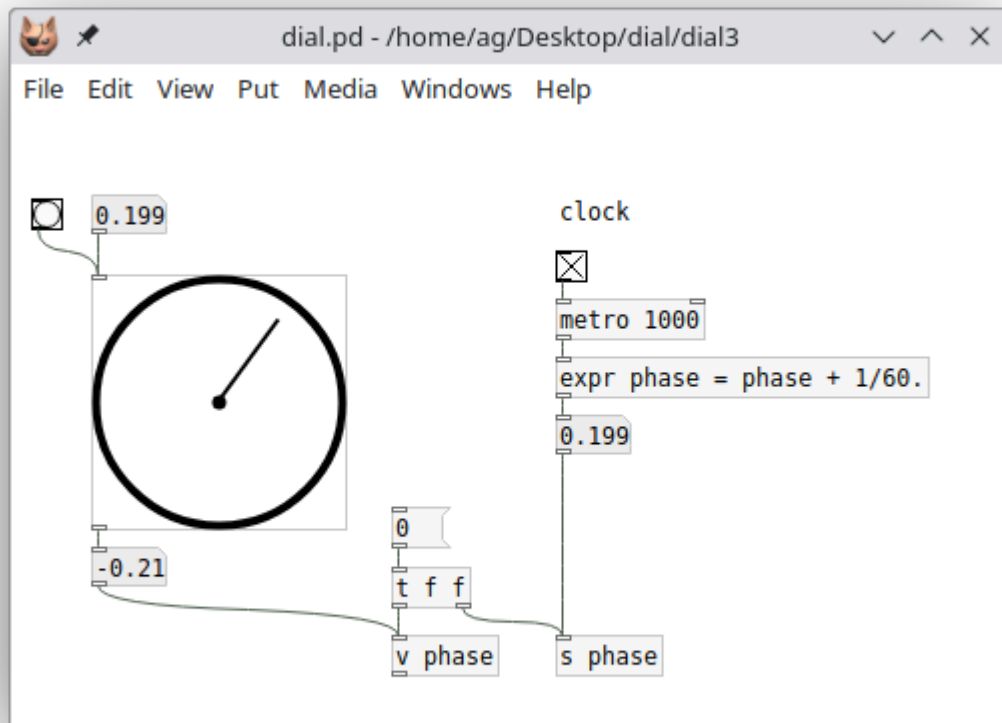 dial.pd - /home/ag/Desktop/dial/dial3
File Edit View Put Media Windows Help
0.199
clock
metro 1000
expr phase = phase + 1/60.
0.199
0
-0.21
t f f
v phase
s phase